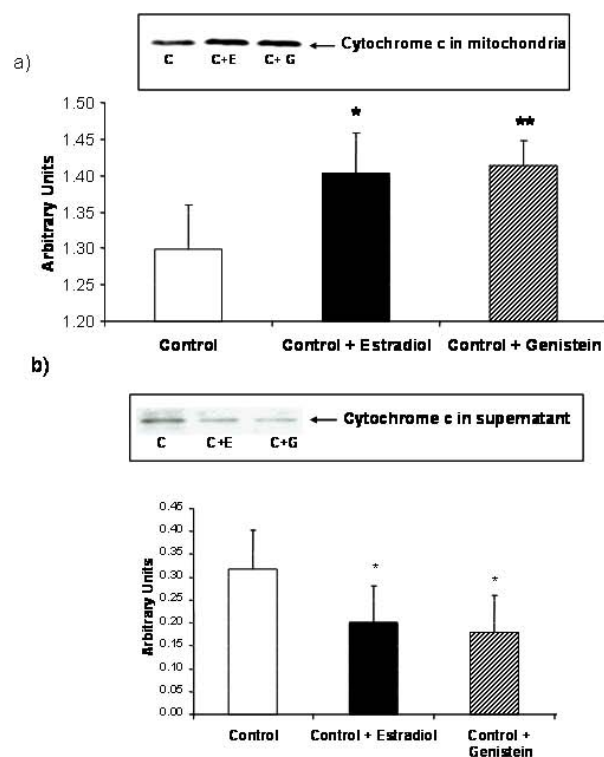 a)
Cytochrome c in mitochondria
C C+E C+ G
* **
1.50
1.45
1.40
1.35
1.30
1.25
1.20
Arbitrary Units
Control Control + Estradiol Control + Genistein
b)
Cytochrome c in supernatant
C C+E C+G
* *
0.45
0.40
0.35
0.30
0.25
0.20
0.15
0.10
0.05
0.00
Arbitrary Units
Control Control + Estradiol Control +
Genistein